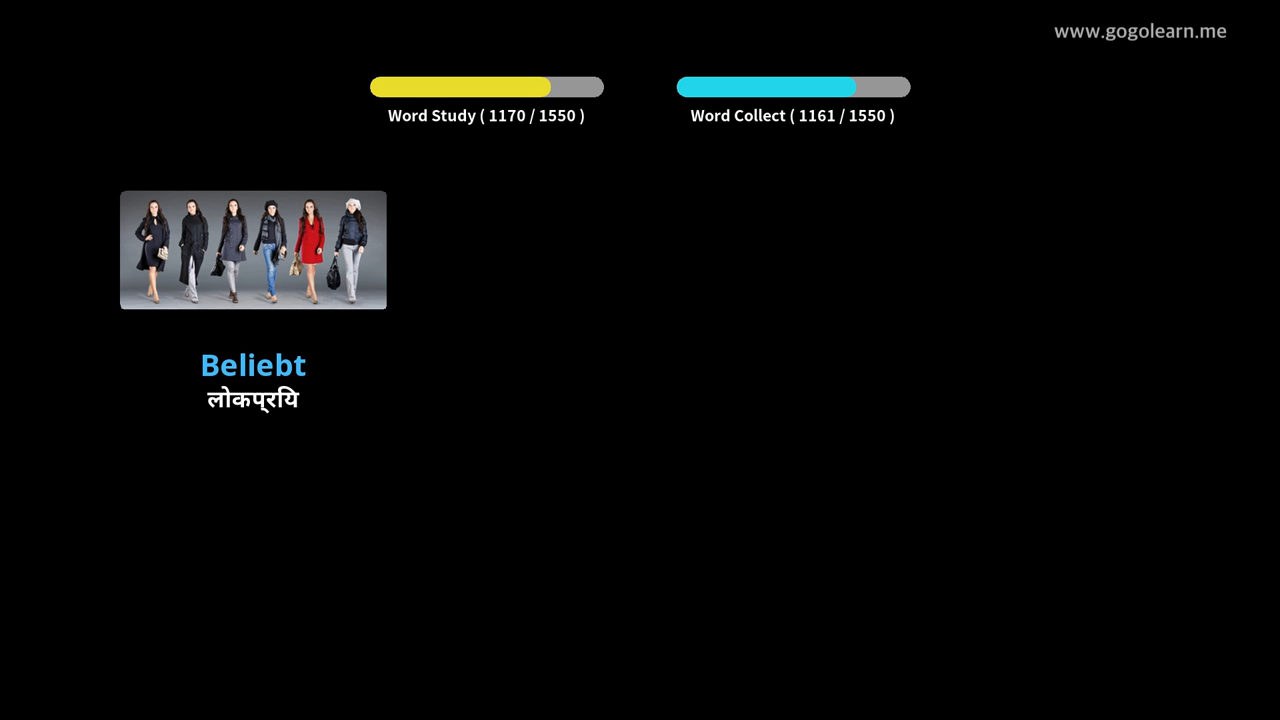 www.gogolearn.me
Word Study ( 1170 / 1550 )
Word Collect ( 1161 / 1550 )
Beliebt
लोकप्रिय